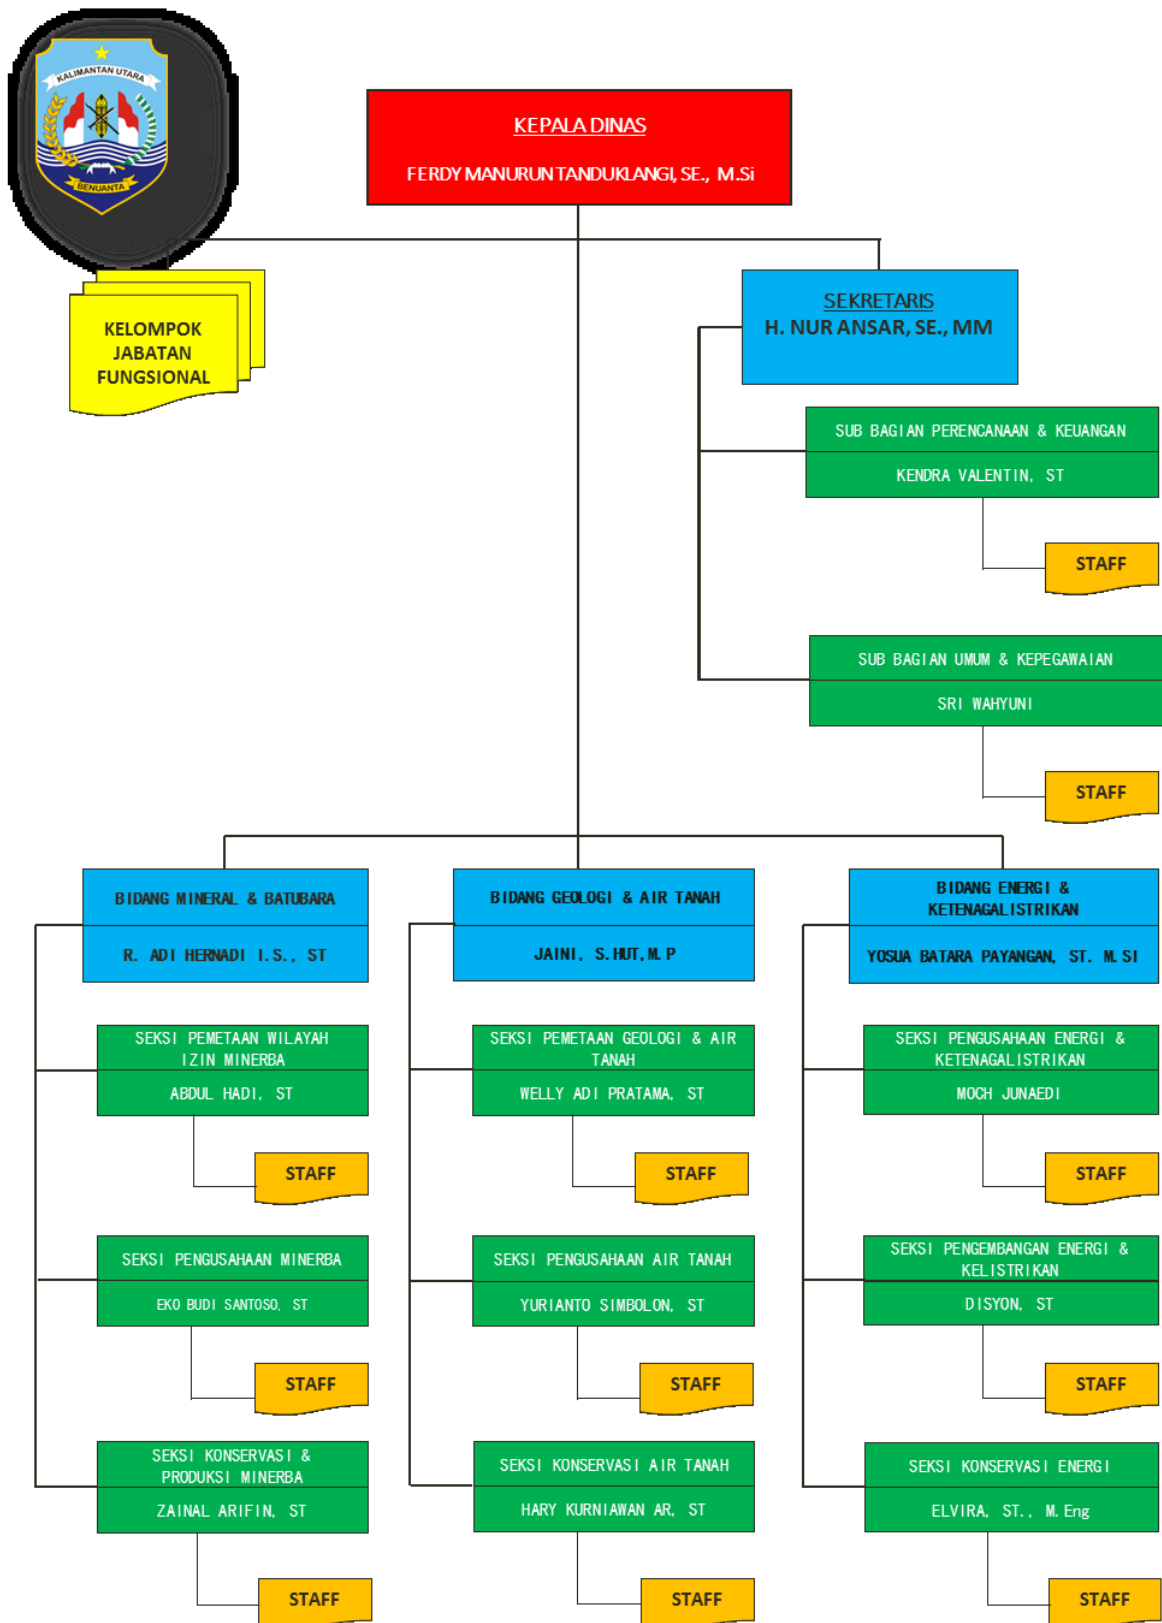 KALIMANTAN UTARA
BENUANTA
KEPALA DINAS
FERDY MANURUN TANDUKLANGI, SE., M.Si
KELOMPOK
JABATAN
FUNGSIONAL
SEKRETARIS
H. NUR ANSAR, SE., MM
SUB BAGIAN PERENCANAAN & KEUANGAN
KENDRA VALENTIN, ST
STAFF
SUB BAGIAN UMUM & KEPEGAWAIAN
SRI WAHYUNI
STAFF
BIDANG MINERAL & BATUBARA
R. ADI HERNADI I.S., ST
SEKSI PEMETAAN WILAYAH
IZIN MINERBA
ABDUL HADI, ST
STAFF
SEKSI PENGUSAHAAN MINERBA
EKO BUDI SANTOSO, ST
STAFF
SEKSI KONSERVASI &
PRODUKSI MINERBA
ZAINAL ARIFIN, ST
STAFF
BIDANG GEOLOGI & AIR TANAH
JAINI, S.HUT,M.P
SEKSI PEMETAAN GEOLOGI & AIR
TANAH
WELLY ADI PRATAMA, ST
STAFF
SEKSI PENGUSAHAAN AIR TANAH
YURIANTO SIMBOLON, ST
STAFF
SEKSI KONSERVASI AIR TANAH
HARY KURNIAWAN AR, ST
STAFF
BIDANG ENERGI &
KETENAGALISTRIKAN
YOSUA BATARA PAYANGAN, ST. M.SI
SEKSI PENGUSAHAAN ENERGI &
KETENAGALISTRIKAN
MOCH JUNAEDI
STAFF
SEKSI PENGEMBANGAN ENERGI &
KELISTRIKAN
DISYON, ST
STAFF
SEKSI KONSERVASI ENERGI
ELVIRA, ST., M.Eng
STAFF